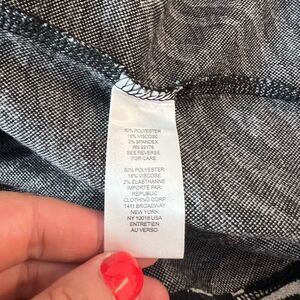 80% POLYESTER
18% VISCOSE
2% SPANDEX
RN 92178
SEE REVERSE
FOR CARE
80% POLYESTER
18% VISCOSE
2% ELASTHANNE
IMPORTÉ PAR:
REPUBLIC
CLOTHING CORP
1411 BROADWAY
NEW YORK
NY 10018 USA
ENTRETIEN
AU VERSO